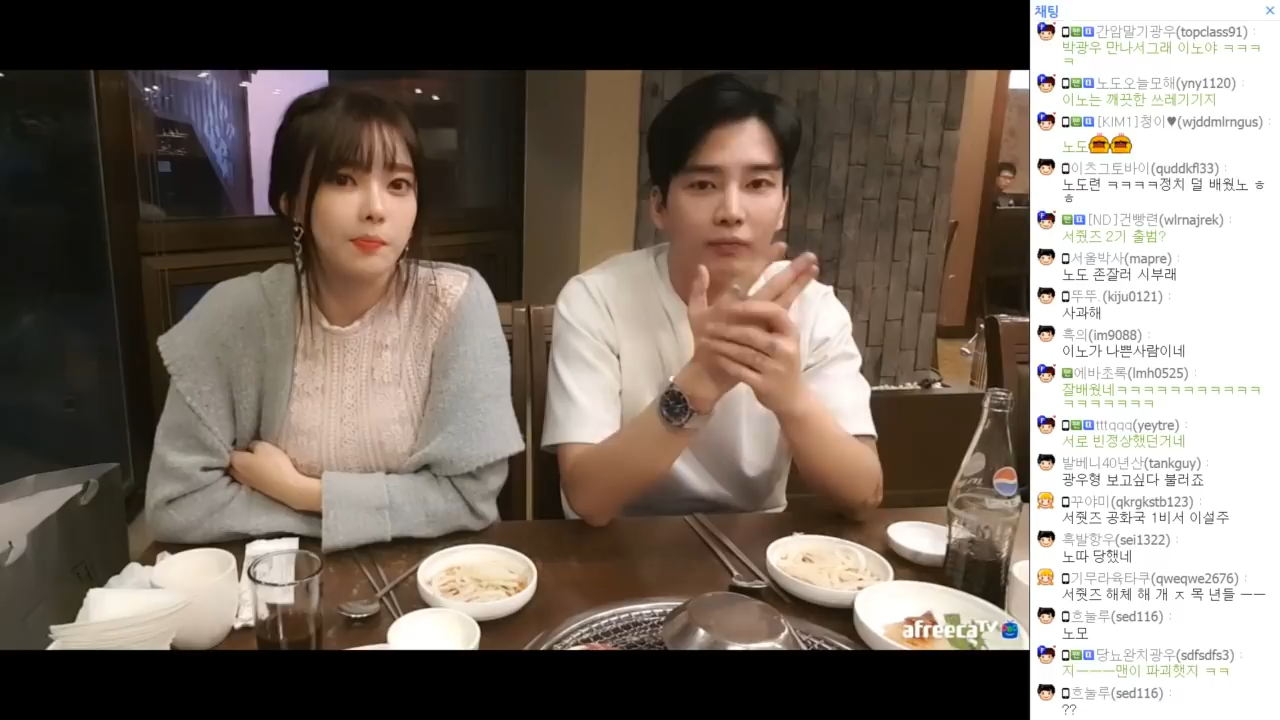 채팅
간암말기광우(topclass91) :
박광우 만나서그래 이노야 ㅋㅋㅋ
ㅋ
노도오늘모해(yny1120) :
이노는 깨끗한 쓰레기기지
[KIM1]청이♥(wjddmlrngus) :
노도
이츠그토바이(quddkfl33) :
노도련 ㅋㅋㅋㅋ정치 덜 배웠노 ㅎ
ㅎ
[ND]건빵련(wlrnajrek) :
서줬즈 2기 출범?
서울박사(mapre) :
노도 존잘러 시부래
뚜뚜.(kiju0121) :
사과해
흑의(im9088) :
이노가 나쁜사람이네
에바초록(lmh0525) :
잘배웠네ㅋㅋㅋㅋㅋㅋㅋㅋㅋㅋㅋ
ㅋㅋㅋㅋㅋㅋㅋ
tttqqq(yeytre) :
서로 빈정상했던거네
발베니40년산(tankguy) :
광우형 보고싶다 불러죠
꾸야미(qkrgkstb123) :
서줬즈 공화국 1비서 이설주
흑발항우(sei1322) :
노따 당했네
기무라육타쿠(qweqwe2676) :
서줬즈 해체 해 개 ㅈ 목 년들 ㅡㅡ
흐눌루(sed116) :
노모
당뇨완치광우(sdfsdfs3) :
지ㅡㅡㅡ맨이 파괴햇지 ㅋㅋ
흐눌루(sed116) :
??
afreecaTV